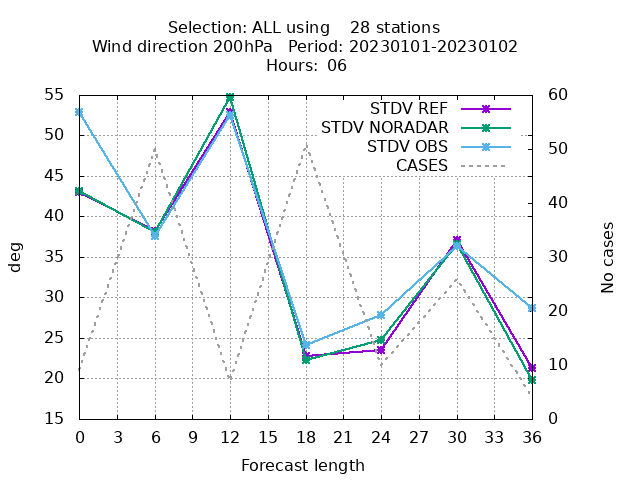 Selection: ALL using    28 stations
Wind direction 200hPa   Period: 20230101-20230102
Hours:  06
STDV REF
STDV NORADAR
STDV OBS
CASES
55
50
45
40
35
30
25
20
15
60
50
40
30
20
10
0
deg
No cases
0 3 6 9 12 15 18 21 24 27 30 33 36
Forecast length